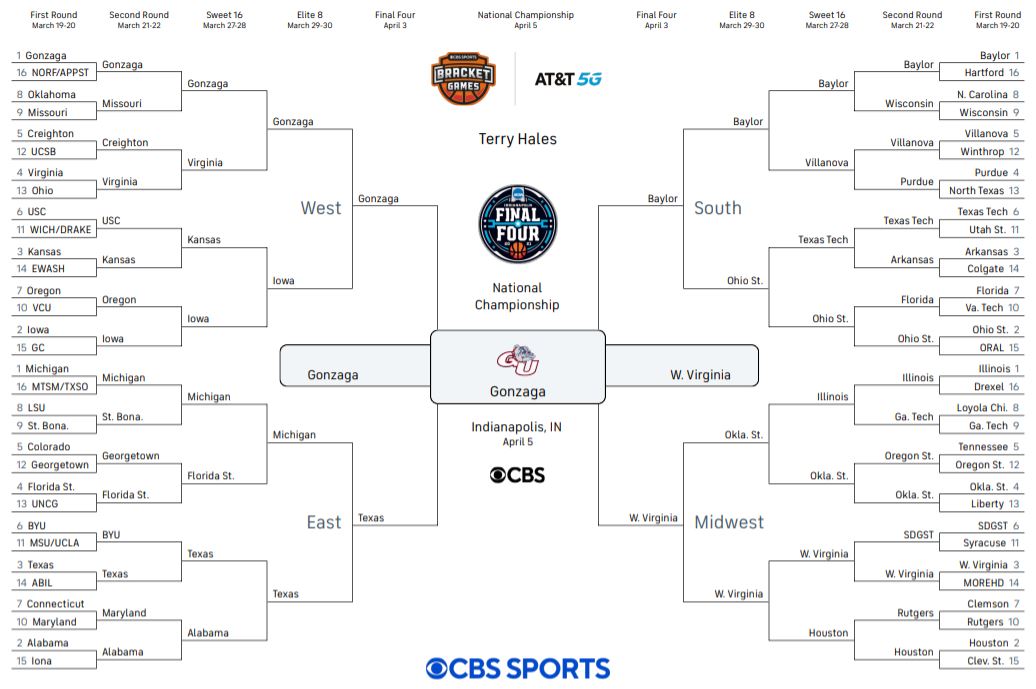 First Round
March 19-20
Second Round
March 21-22
Sweet 16
March 27-28
Elite 8
March 29-30
Final Four
April 3
National Championship
April 5
Final Four
April 3
Elite 8
March 29-30
Sweet 16
March 27-28
Second Round
March 21-22
First Round
March 19-20
1 Gonzaga
16 NORF/APPST
8 Oklahoma
9 Missouri
5 Creighton
12 UCSB
4 Virginia
13 Ohio
6 USC
11 WICH/DRAKE
3 Kansas
14 EWASH
7 Oregon
10 VCU
2 Iowa
15 GC
1 Michigan
16 MTSM/TXSO
8 LSU
9 St. Bona.
5 Colorado
12 Georgetown
4 Florida St.
13 UNCG
6 BYU
11 MSU/UCLA
3 Texas
14 ABIL
7 Connecticut
10 Maryland
2 Alabama
15 Iona
Gonzaga
Missouri
Creighton
Virginia
USC
Kansas
Oregon
Iowa
Michigan
St. Bona.
Georgetown
Florida St.
BYU
Texas
Maryland
Alabama
Gonzaga
Virginia
Kansas
Iowa
Michigan
Florida St.
Texas
Alabama
Gonzaga
Iowa
Michigan
Texas
West
East
Gonzaga
Texas
CBS SPORTS
BRACKET
GAMES
AT&T 5G
Terry Hales
INDIANAPOLIS
FINAL
FOUR
2021
National
Championship
Gonzaga
GU
Gonzaga
W. Virginia
Indianapolis, IN
April 5
CBS
CBS SPORTS
Baylor
W. Virginia
South
Midwest
Baylor
Ohio St.
Okla. St.
W. Virginia
Baylor
Villanova
Texas Tech
Ohio St.
Illinois
Okla. St.
W. Virginia
Houston
Baylor
Wisconsin
Villanova
Purdue
Texas Tech
Arkansas
Florida
Ohio St.
Illinois
Ga. Tech
Oregon St.
Okla. St.
SDGST
W. Virginia
Rutgers
Houston
Baylor 1
Hartford 16
N. Carolina 8
Wisconsin 9
Villanova 5
Winthrop 12
Purdue 4
North Texas 13
Texas Tech 6
Utah St. 11
Arkansas 3
Colgate 14
Florida 7
Va. Tech 10
Ohio St. 2
ORAL 15
Illinois 1
Drexel 16
Loyola Chi. 8
Ga. Tech 9
Tennessee 5
Oregon St. 12
Okla. St. 4
Liberty 13
SDGST 6
Syracuse 11
W. Virginia 3
MOREHD 14
Clemson 7
Rutgers 10
Houston 2
Clev. St. 15